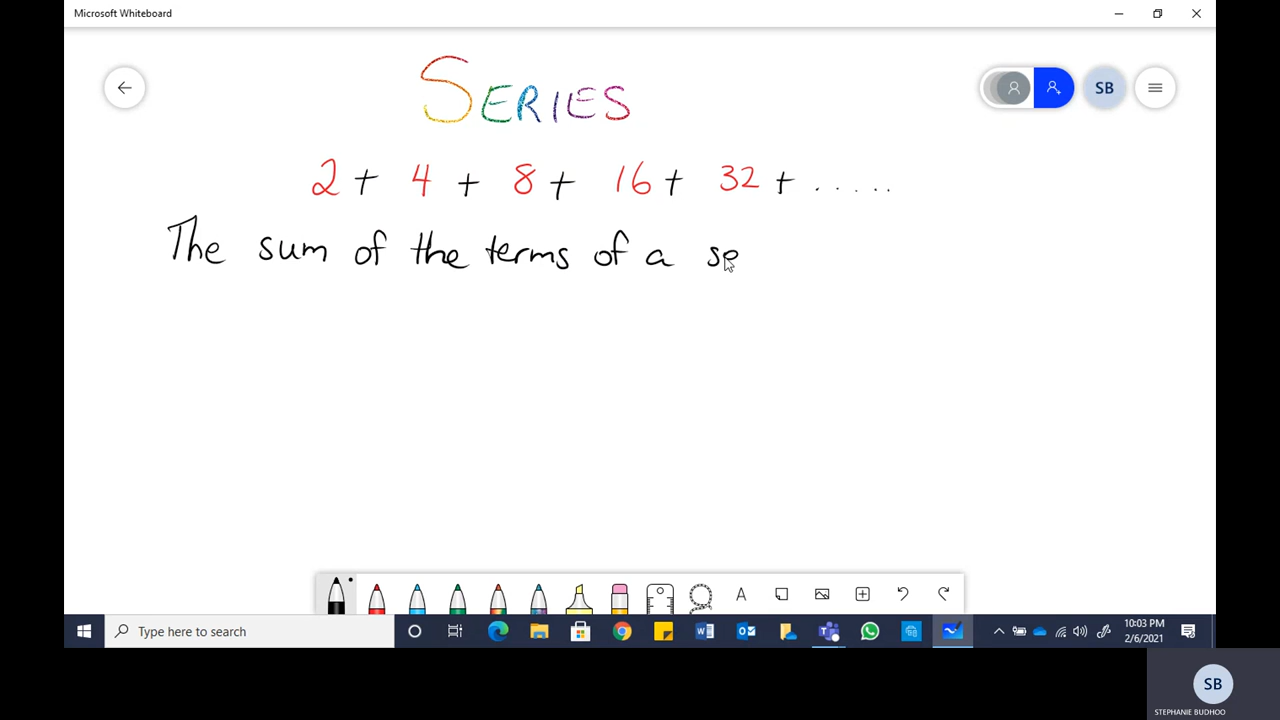 Microsoft Whiteboard
SERIES
SB
2 + 4 + 8 + 16 + 32 + .....
The sum of the terms of a se
A
Type here to search
10:03 PM
2/6/2021
SB
STEPHANIE BUDHOO